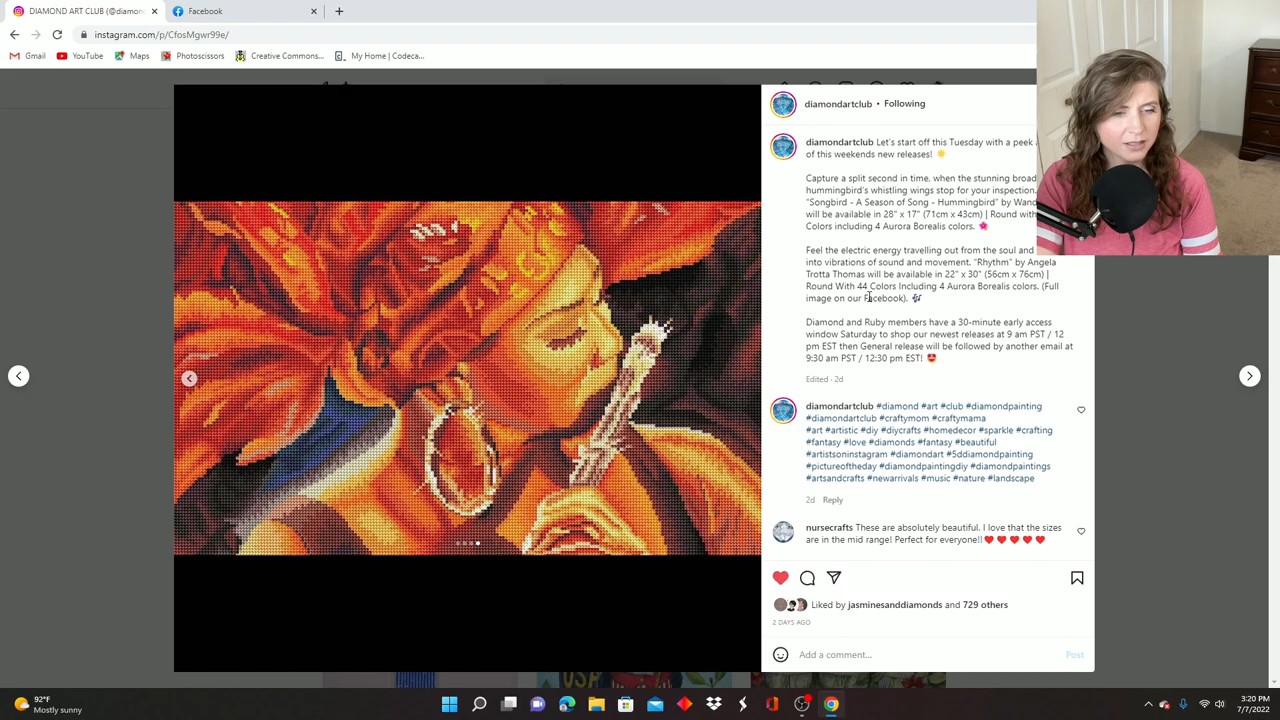 DIAMOND ART CLUB (@diamon
Facebook
instagram.com/p/CfosMgwr99e/
Gmail
YouTube
Maps
Photoscissors
Creative Commons...
My Home | Codeca...
diamondartclub • Following
diamondartclub Let's start off this Tuesday with a peek
of this weekends new releases!
Capture a split second in time, when the stunning broad
hummingbird's whistling wings stop for your inspection.
"Songbird - A Season of Song - Hummingbird" by Wand
will be available in 28" x 17" (71cm x 43cm) | Round with
Colors including 4 Aurora Borealis colors.
Feel the electric energy travelling out from the soul and
into vibrations of sound and movement. "Rhythm" by Angela
Trotta Thomas will be available in 22" x 30" (56cm x 76cm) |
Round With 44 Colors Including 4 Aurora Borealis colors. (Full
image on our Facebook).
Diamond and Ruby members have a 30-minute early access
window Saturday to shop our newest releases at 9 am PST / 12
pm EST then General release will be followed by another email at
9:30 am PST / 12:30 pm EST!
Edited · 2d
diamondartclub #diamond #art #club #diamondpainting
#diamondartclub #craftymom #craftymama
#art #artistic #diy #diycrafts #homedecor #sparkle #crafting
#fantasy #love #diamonds #fantasy #beautiful
#artistsoninstagram #diamondart #5ddiamondpainting
#pictureoftheday #diamondpaintingdiy #diamondpaintings
#artsandcrafts #newarrivals #music #nature #landscape
2d Reply
nursecrafts These are absolutely beautiful. I love that the sizes
are in the mid range! Perfect for everyone!!
Liked by jasminesanddiamonds and 729 others
2 DAYS AGO
Add a comment...
Post
USA
92°F
Mostly sunny
3:20 PM
7/7/2022